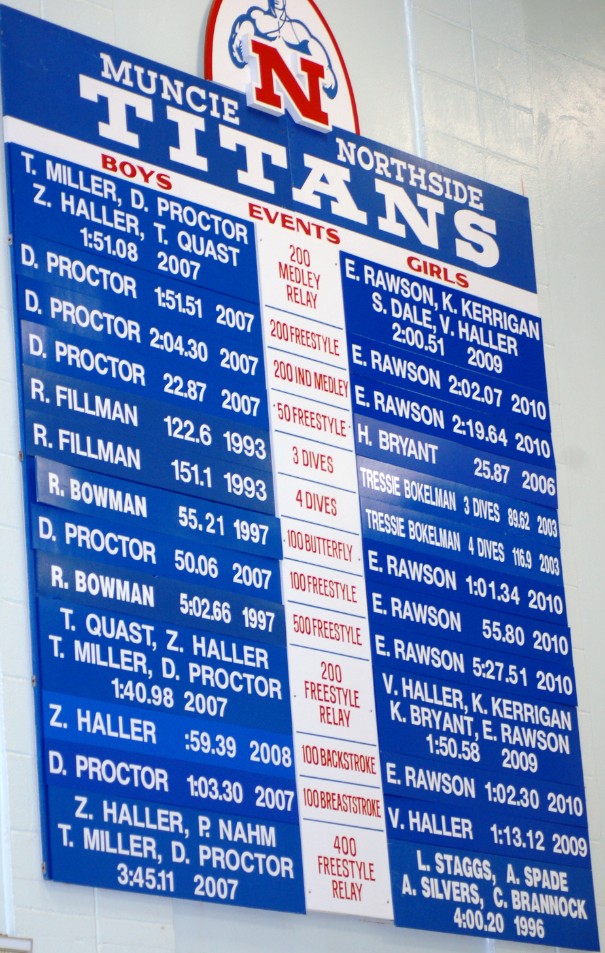 N
MUNCIE NORTHSIDE
TITANS
BOYS EVENTS GIRLS
T. MILLER, D. PROCTOR
Z. HALLER, T. QUAST
1:51.08 2007
200
MEDLEY
RELAY
E. RAWSON, K. KERRIGAN
S. DALE, V. HALLER
2:00.51 2009
D. PROCTOR 1:51.51 2007
200 FREESTYLE
E. RAWSON 2:02.07 2010
D. PROCTOR 2:04.30 2007
200 IND MEDLEY
E. RAWSON 2:19.64 2010
D. PROCTOR 22.87 2007
50 FREESTYLE
H. BRYANT 25.87 2006
R. FILLMAN 122.6 1993
3 DIVES
TRESSIE BOKELMAN 3 DIVES 89.62 2003
R. FILLMAN 151.1 1993
4 DIVES
TRESSIE BOKELMAN 4 DIVES 116.9 2003
R. BOWMAN 55.21 1997
100 BUTTERFLY
E. RAWSON 1:01.34 2010
D. PROCTOR 50.06 2007
100 FREESTYLE
E. RAWSON 55.80 2010
R. BOWMAN 5:02.66 1997
500 FREESTYLE
E. RAWSON 5:27.51 2010
T. QUAST, Z. HALLER
T. MILLER, D. PROCTOR
1:40.98 2007
200
FREESTYLE
RELAY
V. HALLER, K. KERRIGAN
K. BRYANT, E. RAWSON
1:50.58 2009
Z. HALLER :59.39 2008
100 BACKSTROKE
E. RAWSON 1:02.30 2010
D. PROCTOR 1:03.30 2007
100 BREASTSTROKE
V. HALLER 1:13.12 2009
Z. HALLER, P. NAHM
T. MILLER, D. PROCTOR
3:45.11 2007
400
FREESTYLE
RELAY
L. STAGGS, A. SPADE
A. SILVERS, C. BRANNOCK
4:00.20 1996